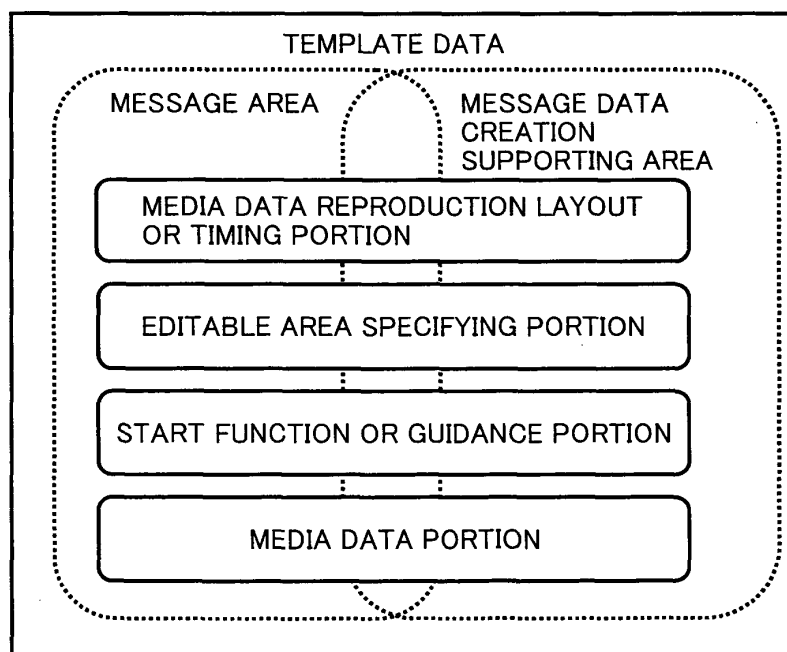 TEMPLATE DATA
MESSAGE AREA
MESSAGE DATA
CREATION
SUPPORTING AREA
MEDIA DATA REPRODUCTION LAYOUT
OR TIMING PORTION
EDITABLE AREA SPECIFYING PORTION
START FUNCTION OR GUIDANCE PORTION
MEDIA DATA PORTION